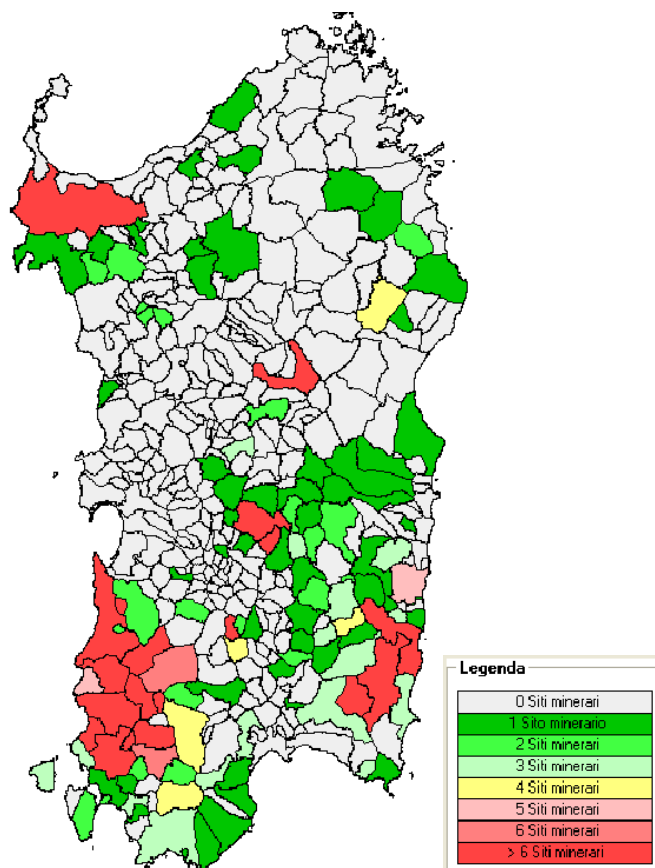 Legenda
0 Siti minerari
1 Sito minerario
2 Siti minerari
3 Siti minerari
4 Siti minerari
5 Siti minerari
6 Siti minerari
> 6 Siti minerari